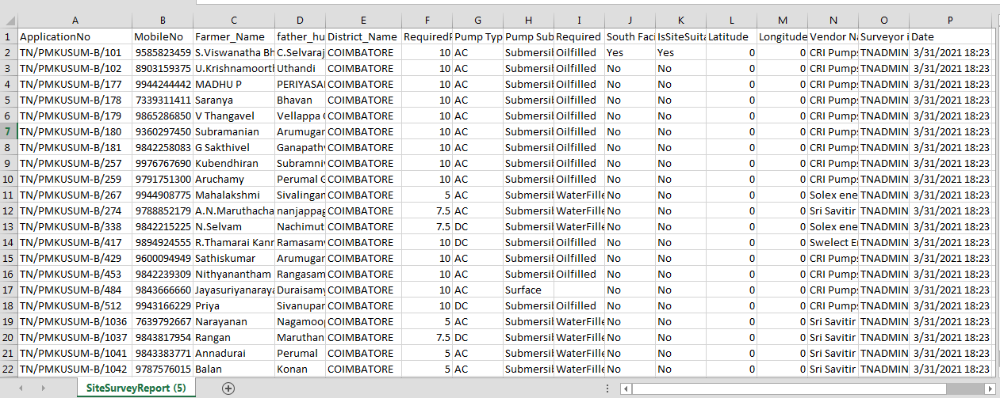 A B C D E F G H I J K L M N O P
1 ApplicationNo MobileNo Farmer_Name father_hu District_Name RequiredP Pump Typ Pump Sub Required South Faci IsSiteSuita Latitude Longitude Vendor Na Surveyor i Date
2 TN/PMKUSUM-B/101 9585823459 S.Viswanatha Bh C.Selvaraj COIMBATORE 10 AC Submersib Oilfilled Yes Yes 0 0 CRI Pump: TNADMIN 3/31/2021 18:23
3 TN/PMKUSUM-B/102 8903159375 U.Krishnamoorth Uthandi COIMBATORE 10 AC Submersib Oilfilled No No 0 0 CRI Pump: TNADMIN 3/31/2021 18:23
4 TN/PMKUSUM-B/177 9944244442 MADHU P PERIYASA COIMBATORE 10 AC Submersib Oilfilled No No 0 0 CRI Pump: TNADMIN 3/31/2021 18:23
5 TN/PMKUSUM-B/178 7339311411 Saranya Bhavan COIMBATORE 10 AC Submersib Oilfilled No No 0 0 CRI Pump: TNADMIN 3/31/2021 18:23
6 TN/PMKUSUM-B/179 9865286850 V Thangavel Vellappa COIMBATORE 10 AC Submersib Oilfilled No No 0 0 CRI Pump: TNADMIN 3/31/2021 18:23
7 TN/PMKUSUM-B/180 9360297450 Subramanian Arumugar COIMBATORE 10 AC Submersib Oilfilled No No 0 0 CRI Pump: TNADMIN 3/31/2021 18:23
8 TN/PMKUSUM-B/181 9842258083 G Sakthivel Ganapathy COIMBATORE 10 AC Submersib Oilfilled No No 0 0 CRI Pump: TNADMIN 3/31/2021 18:23
9 TN/PMKUSUM-B/257 9976767690 Kubendhiran Subramni COIMBATORE 10 AC Submersib Oilfilled No No 0 0 CRI Pump: TNADMIN 3/31/2021 18:23
10 TN/PMKUSUM-B/259 9791751300 Aruchamy Perumal G COIMBATORE 10 AC Submersib Oilfilled No No 0 0 CRI Pump: TNADMIN 3/31/2021 18:23
11 TN/PMKUSUM-B/267 9944908775 Mahalakshmi Sivalingan COIMBATORE 5 AC Submersib WaterFille No No 0 0 Solex ene TNADMIN 3/31/2021 18:23
12 TN/PMKUSUM-B/274 9788852179 A.N.Maruthacha nanjappag COIMBATORE 7.5 AC Submersib WaterFille No No 0 0 Sri Savitir TNADMIN 3/31/2021 18:23
13 TN/PMKUSUM-B/338 9842215225 N.Selvam Nachimut COIMBATORE 7.5 DC Submersib WaterFille No No 0 0 Solex ene TNADMIN 3/31/2021 18:23
14 TN/PMKUSUM-B/417 9894924555 R.Thamarai Kanr Ramasamy COIMBATORE 10 DC Submersib Oilfilled No No 0 0 Swelect E TNADMIN 3/31/2021 18:23
15 TN/PMKUSUM-B/429 9600094949 Sathiskumar Arumugar COIMBATORE 10 AC Submersib Oilfilled No No 0 0 CRI Pump: TNADMIN 3/31/2021 18:23
16 TN/PMKUSUM-B/453 9842239309 Nithyanantham Rangasam COIMBATORE 10 AC Submersib Oilfilled No No 0 0 CRI Pump: TNADMIN 3/31/2021 18:23
17 TN/PMKUSUM-B/484 9843666660 Jayasuriyanaraya Duraisamy COIMBATORE 10 AC Surface No No 0 0 CRI Pump: TNADMIN 3/31/2021 18:23
18 TN/PMKUSUM-B/512 9943166229 Priya Sivanupar COIMBATORE 10 DC Submersib Oilfilled No No 0 0 CRI Pump: TNADMIN 3/31/2021 18:23
19 TN/PMKUSUM-B/1036 7639792667 Narayanan Nagamoo COIMBATORE 5 AC Submersib WaterFille No No 0 0 Sri Savitir TNADMIN 3/31/2021 18:23
20 TN/PMKUSUM-B/1037 9843817954 Rangan Maruthan COIMBATORE 7.5 DC Submersib WaterFille No No 0 0 Sri Savitir TNADMIN 3/31/2021 18:23
21 TN/PMKUSUM-B/1041 9843383771 Annadurai Perumal COIMBATORE 5 AC Submersib WaterFille No No 0 0 Sri Savitir TNADMIN 3/31/2021 18:23
22 TN/PMKUSUM-B/1042 9787576015 Balan Konan COIMBATORE 5 AC Submersib WaterFille No No 0 0 Sri Savitir TNADMIN 3/31/2021 18:23
SiteSurveyReport (5)